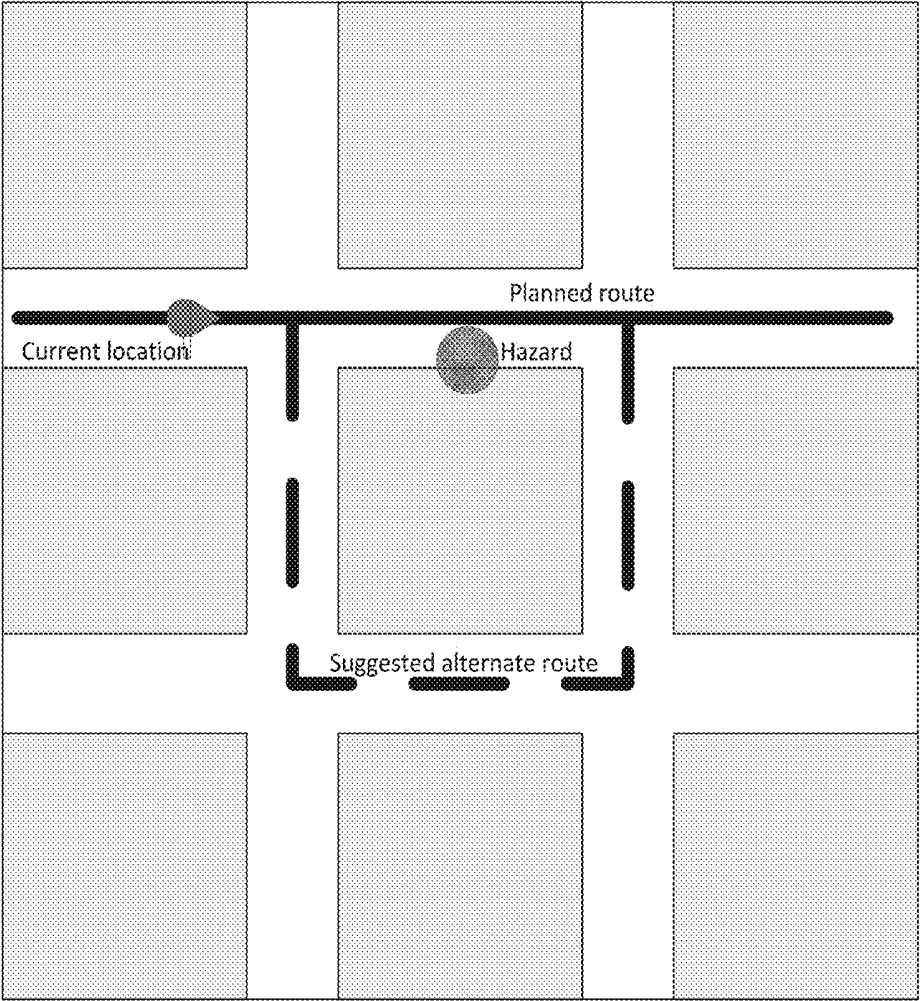 Planned route
Current location
Hazard
Suggested alternate route